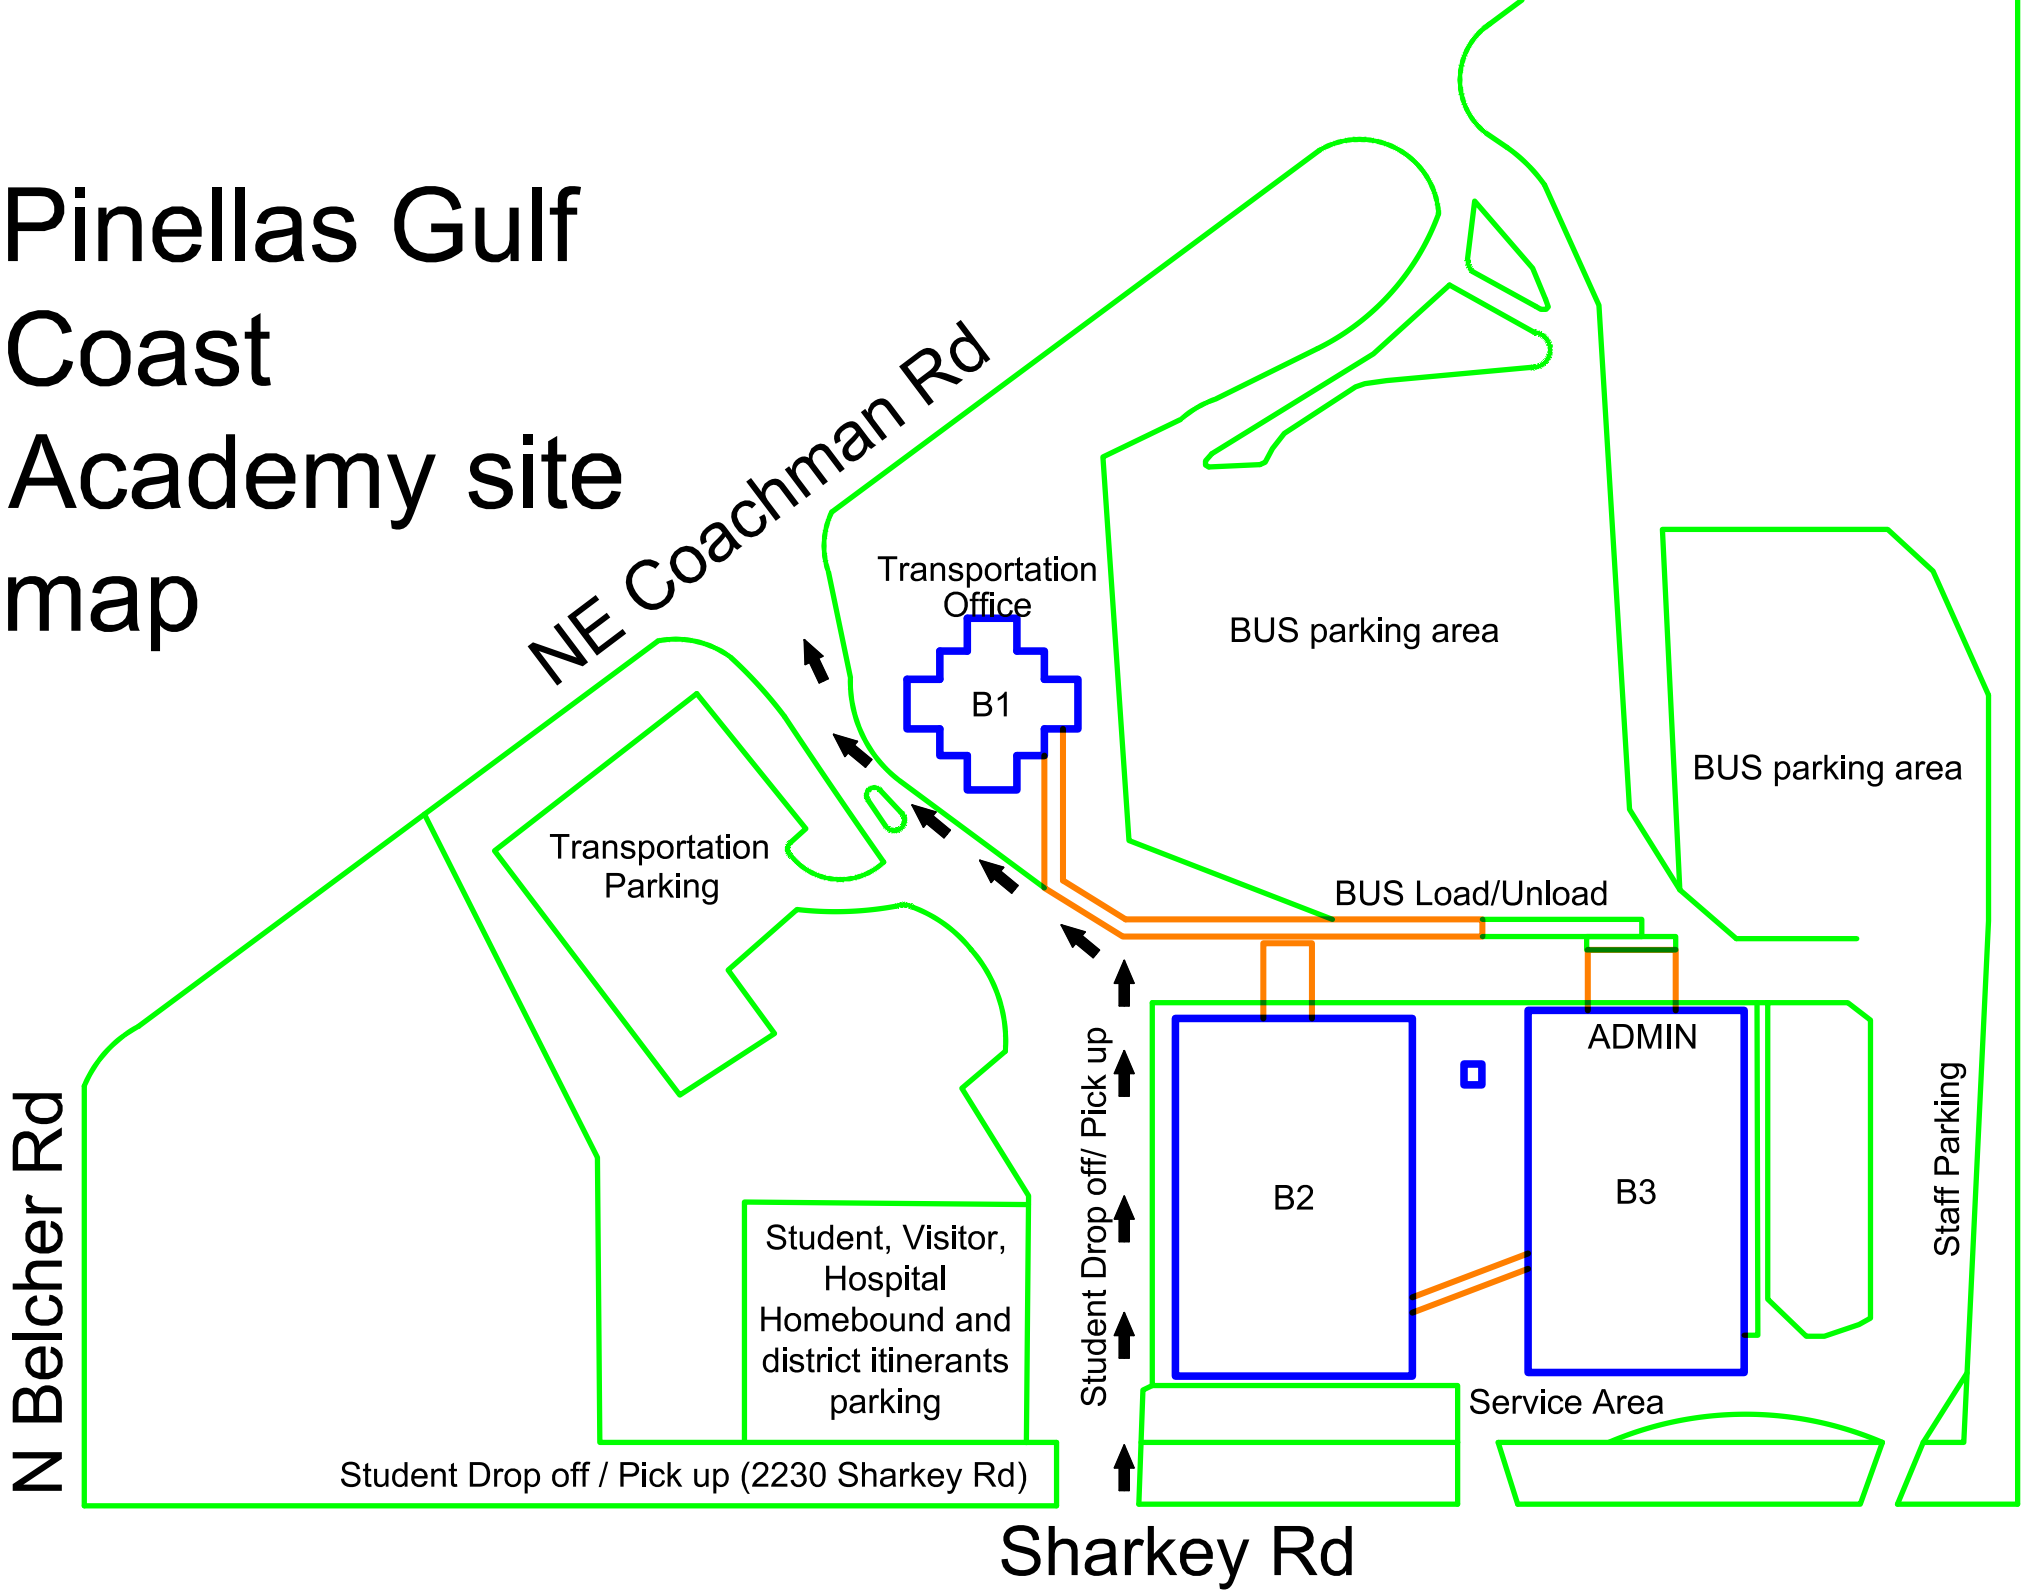 Pinellas Gulf
Coast
Academy site
map
NE Coachman Rd
Transportation
Office
B1
BUS parking area
BUS parking area
Transportation
Parking
BUS Load/Unload
ADMIN
Student Drop off/ Pick up
B2
B3
Staff Parking
N Belcher Rd
Student, Visitor,
Hospital
Homebound and
district itinerants
parking
Service Area
Student Drop off / Pick up (2230 Sharkey Rd)
Sharkey Rd